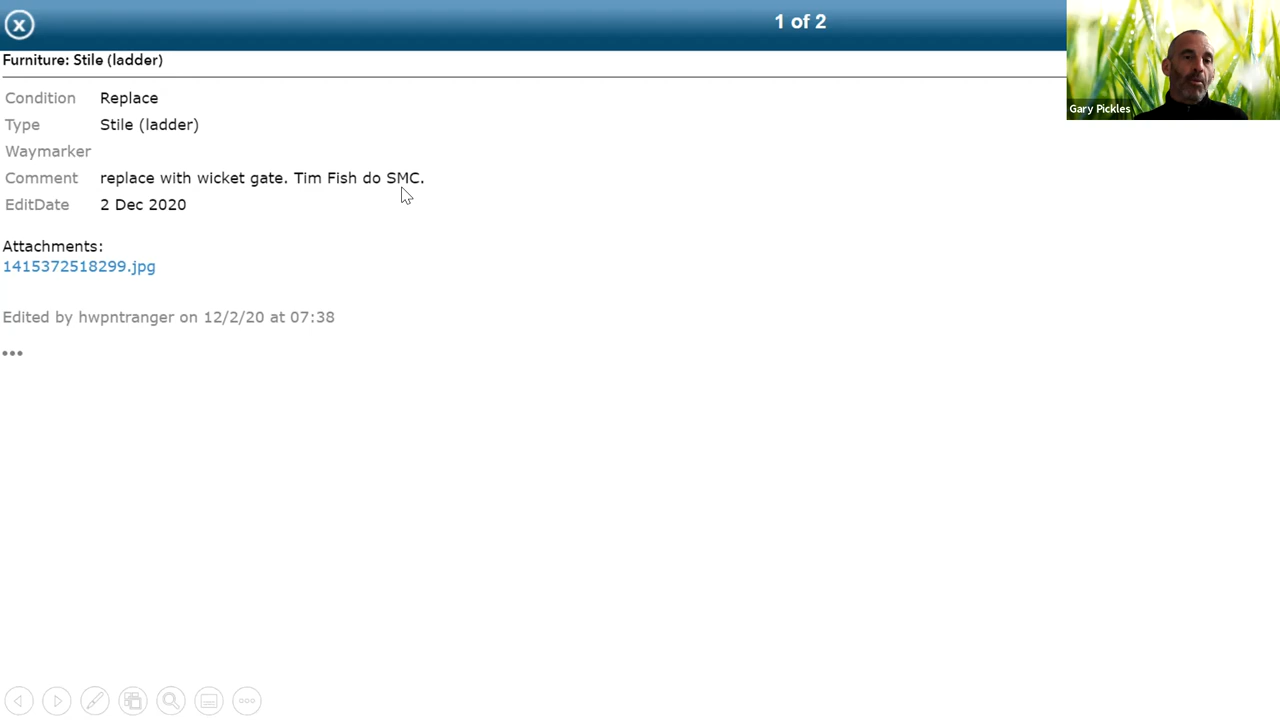 1 of 2
Furniture: Stile (ladder)
Condition Replace
Type Stile (ladder)
Waymarker
Comment replace with wicket gate. Tim Fish do SMC.
EditDate 2 Dec 2020
Attachments:
1415372518299.jpg
Edited by hwpntranger on 12/2/20 at 07:38
Gary Pickles